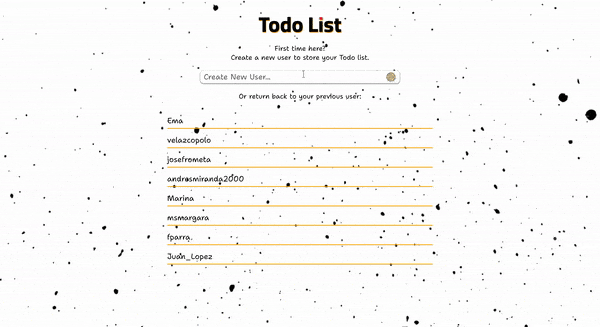 Todo List
First time here?
Create a new user to store your Todo list.
Create New User...
Or return back to your previous user:
Ema
velazcopolo
josefrometa
andresmiranda2000
Marina
msmargara
fparra.
Juan_Lopez